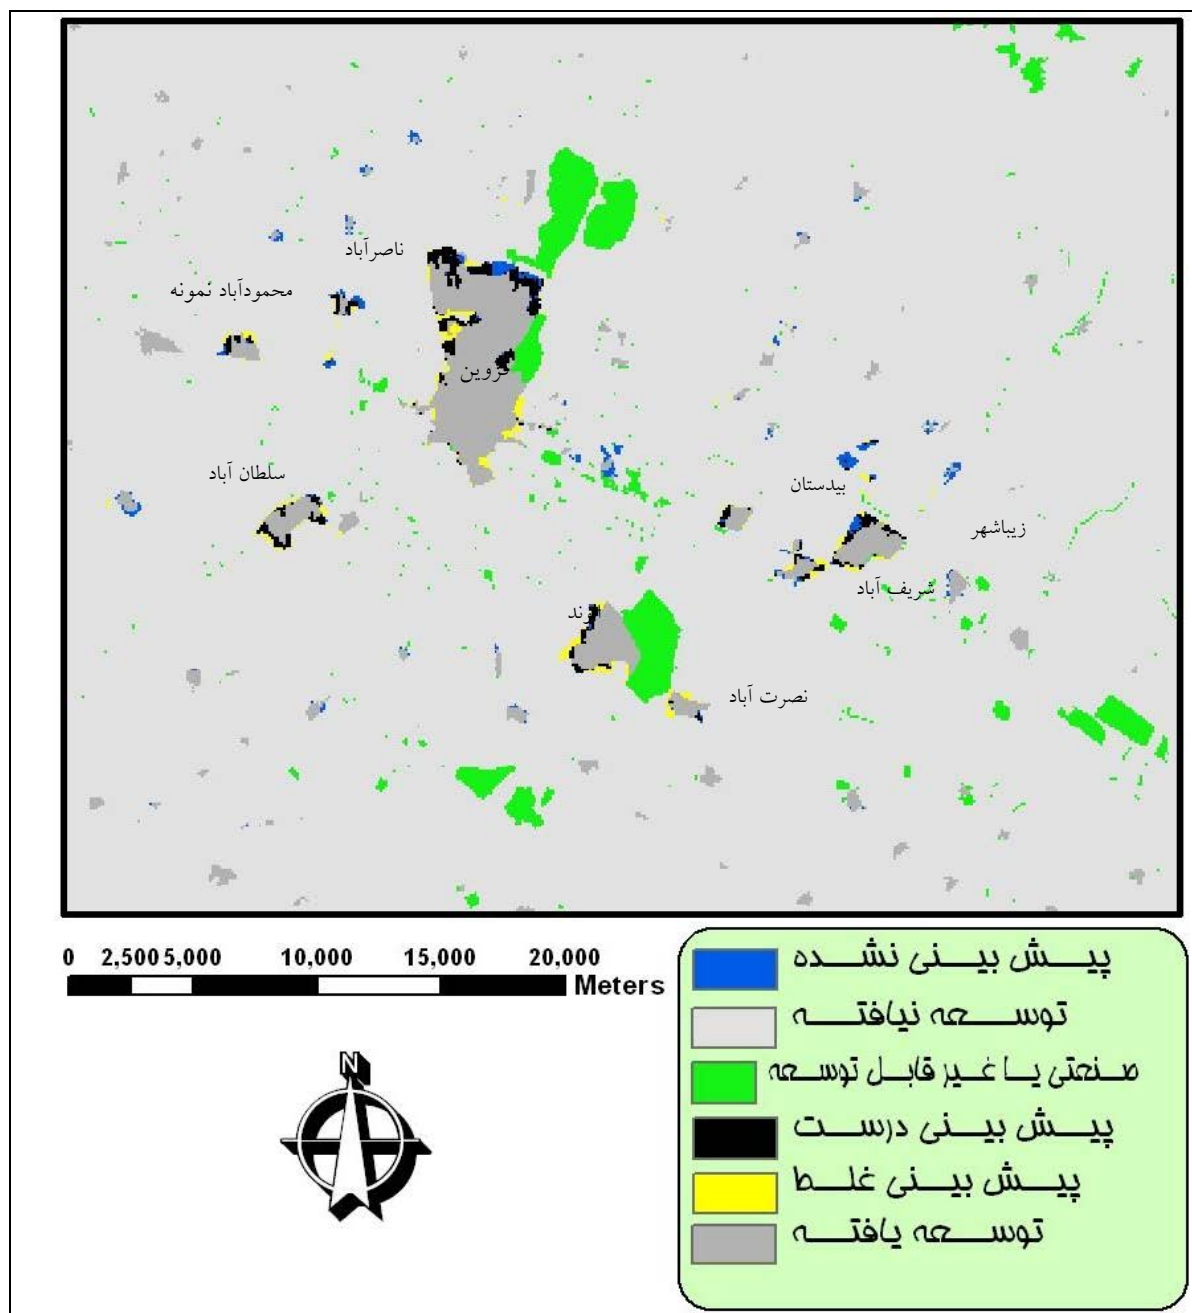 ناصرآباد
محمودآباد نمونه
قزوین
سلطان آباد
بیدستان
زیباشهر
شریف آباد
الوند
نصرت آباد
0 2,500 5,000 10,000 15,000 20,000
Meters
پیش بینی نشده
توسعه نیافته
صنعتی یا غیر قابل توسعه
پیش بینی درست
پیش بینی غلط
توسعه یافته
N